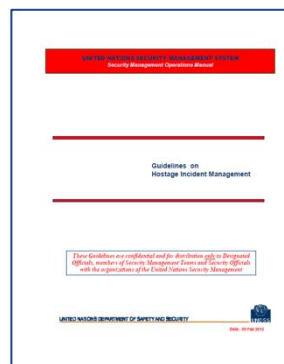 UNITED NATIONS SECURITY MANAGEMENT SYSTEM
Security Management Operations Manual
Guidelines on
Hostage Incident Management
These Guidelines are confidential and for distribution only to Designated
Officials, members of Security Management Teams and Security Officials
with the organizations of the United Nations Security Management
UNITED NATIONS DEPARTMENT OF SAFETY AND SECURITY
UNDSS